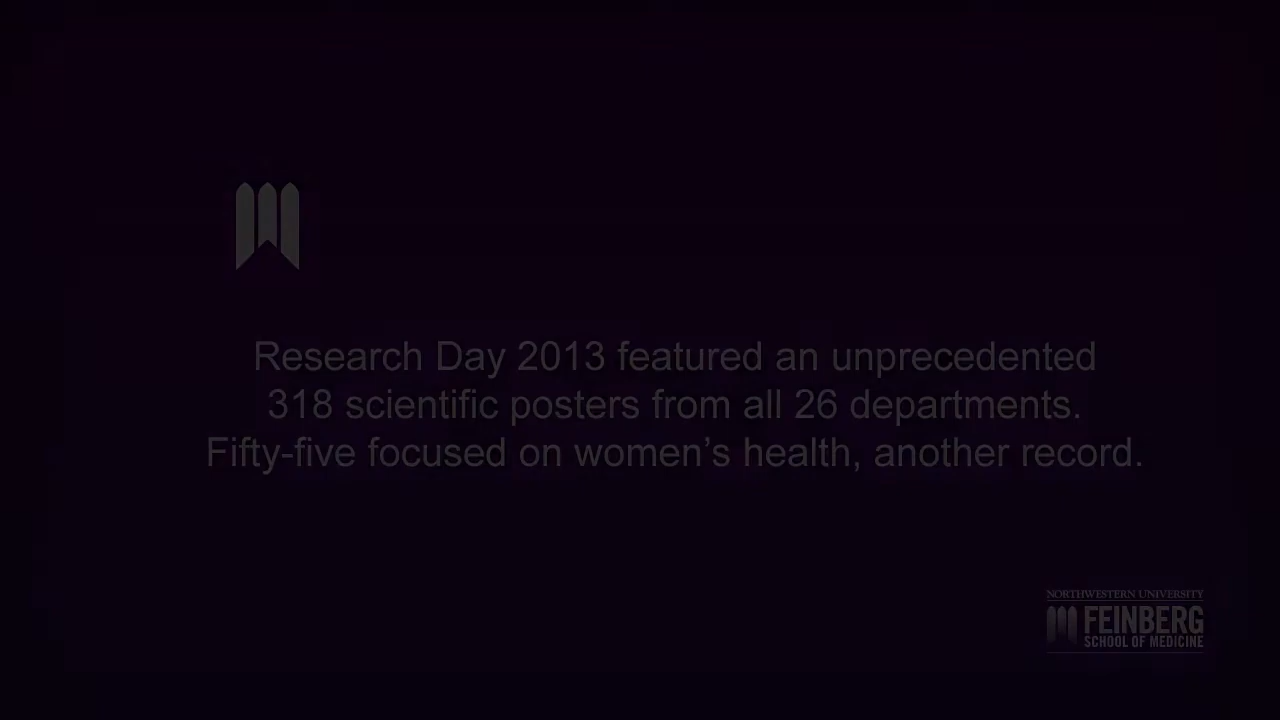 Research Day 2013 featured an unprecedented
318 scientific posters from all 26 departments.
Fifty-five focused on women’s health, another record.
NORTHWESTERN UNIVERSITY
FEINBERG
SCHOOL OF MEDICINE